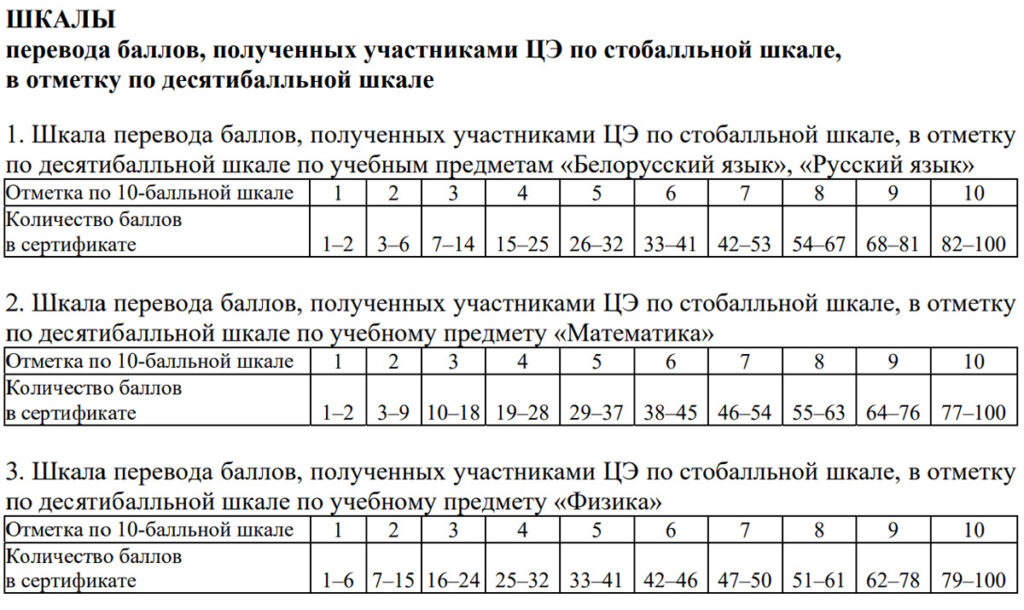 ШКАЛЫ
перевода баллов, полученных участниками ЦЭ по стобалльной шкале,
в отметку по десятибалльной шкале
1. Шкала перевода баллов, полученных участниками ЦЭ по стобалльной шкале, в отметку
по десятибалльной шкале по учебным предметам «Белорусский язык», «Русский язык»
Отметка по 10-балльной шкале 1 2 3 4 5 6 7 8 9 10
Количество баллов
в сертификате 1–2 3–6 7–14 15–25 26–32 33–41 42–53 54–67 68–81 82–100
2. Шкала перевода баллов, полученных участниками ЦЭ по стобалльной шкале, в отметку
по десятибалльной шкале по учебному предмету «Математика»
Отметка по 10-балльной шкале 1 2 3 4 5 6 7 8 9 10
Количество баллов
в сертификате 1–2 3–9 10–18 19–28 29–37 38–45 46–54 55–63 64–76 77–100
3. Шкала перевода баллов, полученных участниками ЦЭ по стобалльной шкале, в отметку
по десятибалльной шкале по учебному предмету «Физика»
Отметка по 10-балльной шкале 1 2 3 4 5 6 7 8 9 10
Количество баллов
в сертификате 1–6 7–15 16–24 25–32 33–41 42–46 47–50 51–61 62–78 79–100